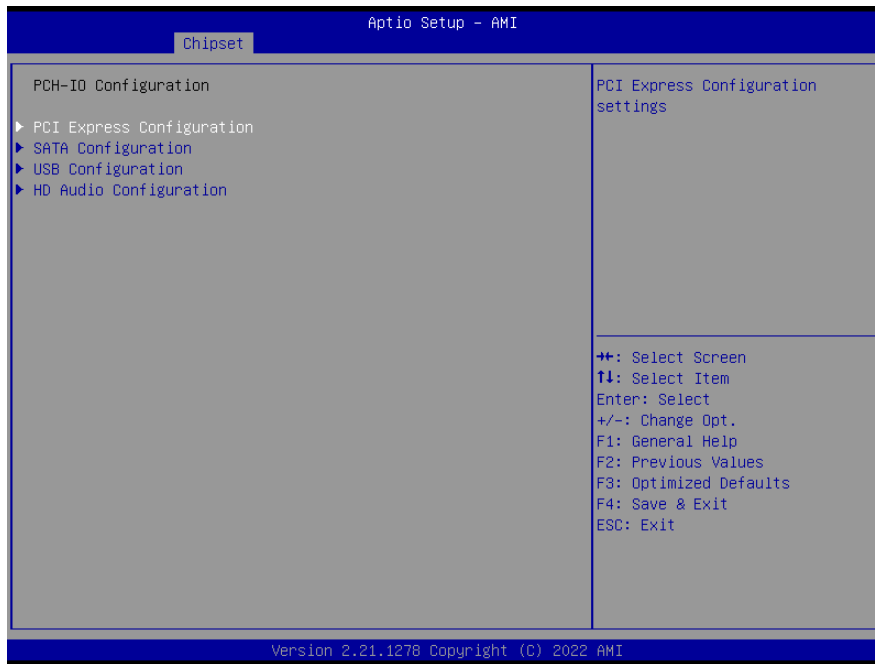 Aptio Setup – AMI
Chipset
PCH-IO Configuration
▶ PCI Express Configuration
▶ SATA Configuration
▶ USB Configuration
▶ HD Audio Configuration
PCI Express Configuration
settings
→←: Select Screen
↑↓: Select Item
Enter: Select
+/-: Change Opt.
F1: General Help
F2: Previous Values
F3: Optimized Defaults
F4: Save & Exit
ESC: Exit
Version 2.21.1278 Copyright (C) 2022 AMI